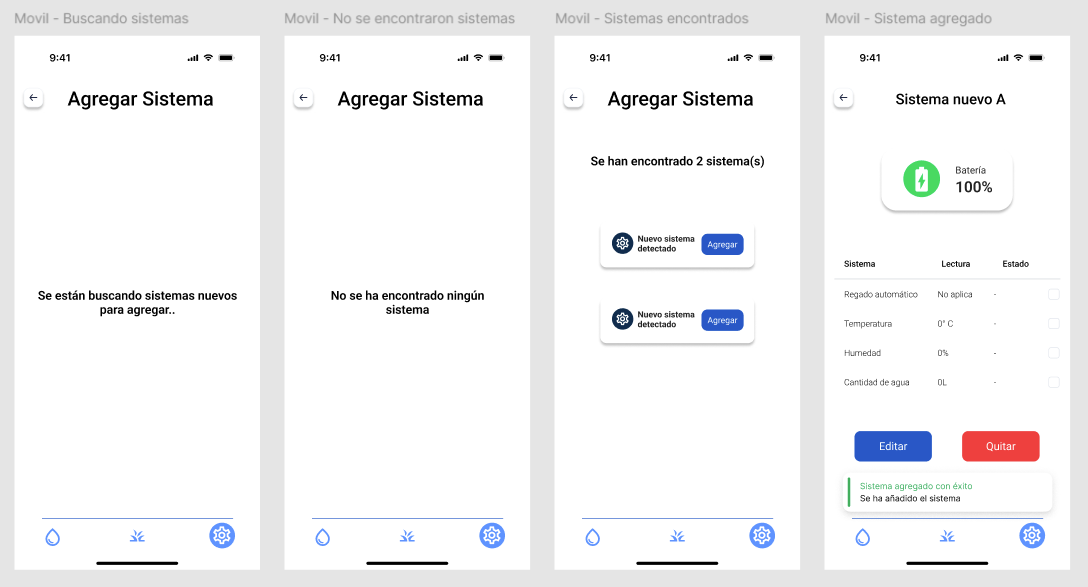 Movil - Buscando sistemas
9:41
Agregar Sistema
Se están buscando sistemas nuevos
para agregar..
Movil - No se encontraron sistemas
9:41
Agregar Sistema
No se ha encontrado ningún
sistema
Movil - Sistemas encontrados
9:41
Agregar Sistema
Se han encontrado 2 sistema(s)
Nuevo sistema
detectado
Agregar
Nuevo sistema
detectado
Agregar
Movil - Sistema agregado
9:41
Sistema nuevo A
Batería
100%
Sistema Lectura Estado
Regado automático No aplica -
Temperatura 0° C -
Humedad 0% -
Cantidad de agua 0L -
Editar Quitar
Sistema agregado con éxito
Se ha añadido el sistema